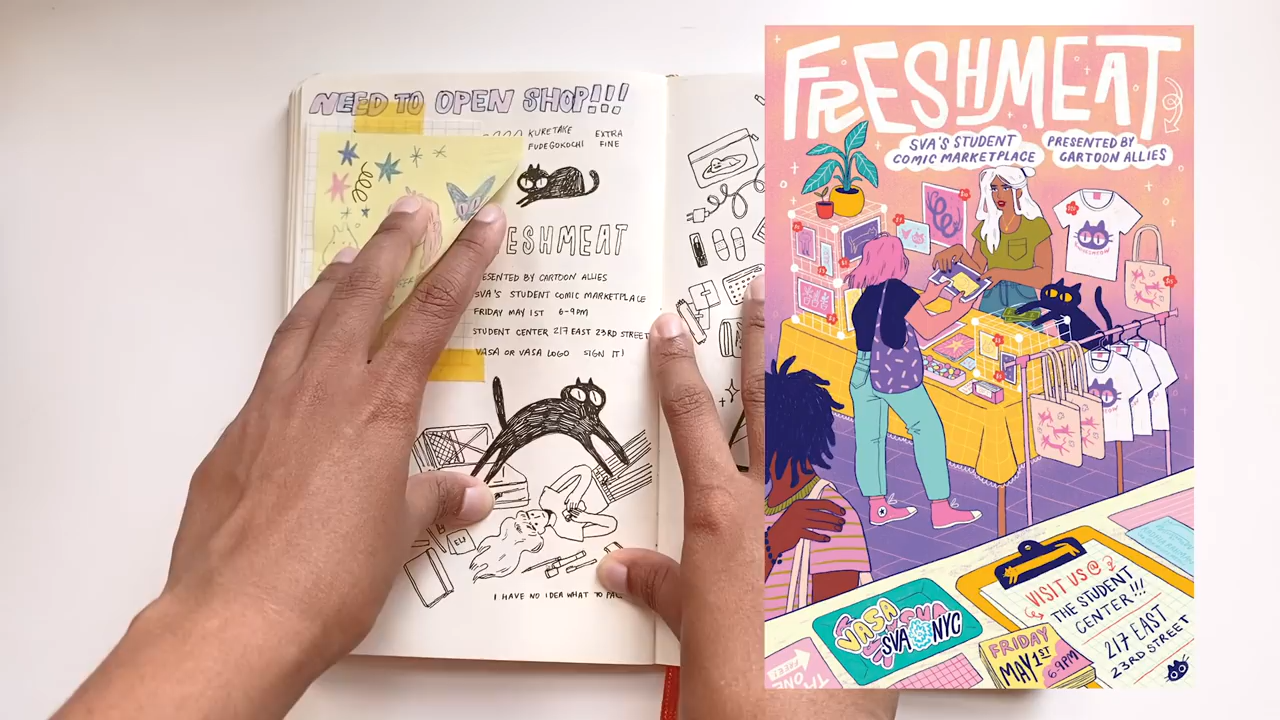 NEED TO OPEN SHOP!!!
KURETAKE EXTRA
FUDEGOKOCHI FINE
RESHMEAT
PRESENTED BY CARTOON ALLIES
SVA'S STUDENT COMIC MARKETPLACE
FRIDAY MAY 1ST 6-9PM
STUDENT CENTER 217 EAST 23RD STREET
VASA OR VASA LOGO SIGN IT!
I HAVE NO IDEA WHAT TO
FRESHMEAT
SVA'S STUDENT
COMIC MARKETPLACE
PRESENTED BY
CARTOON ALLIES
VISIT US @
THE STUDENT
CENTER!!!
217 EAST
23RD STREET
VASA
SVA NYC
FRIDAY
MAY 1ST
6-9PM